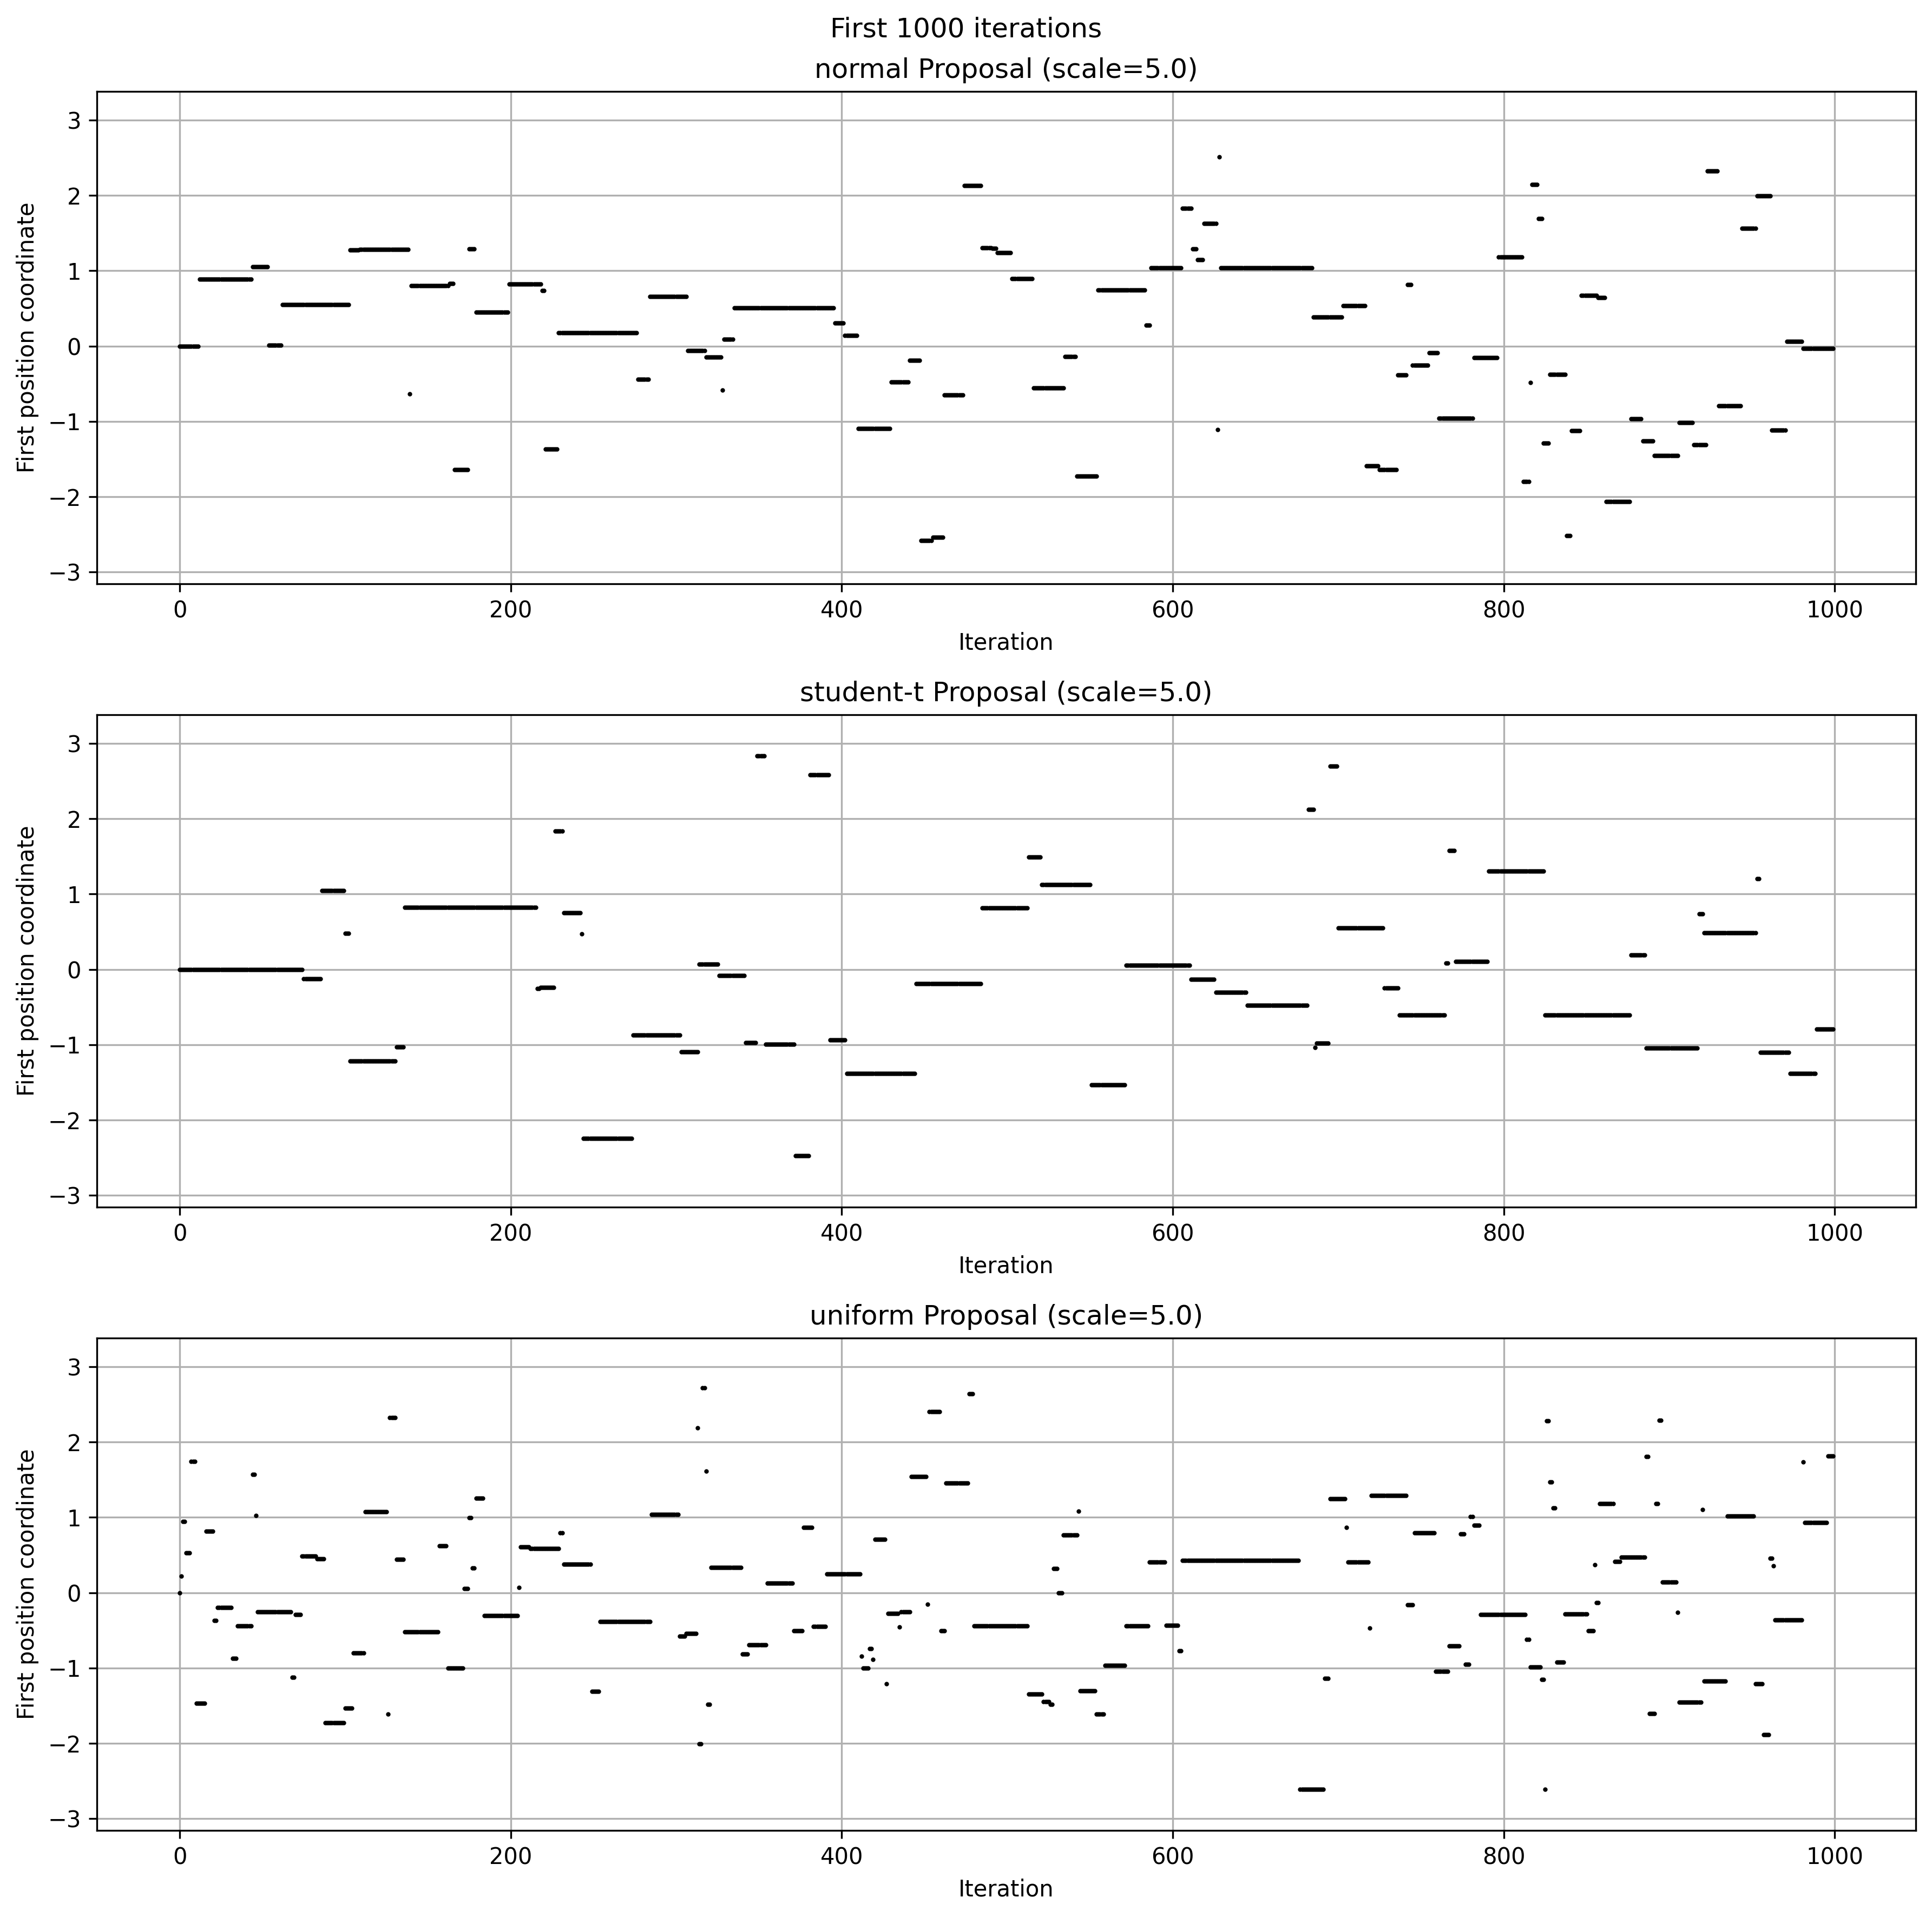 First 1000 iterations
normal Proposal (scale=5.0)
First position coordinate
3
2
1
0
−1
−2
−3
0 200 400 600 800 1000
Iteration
student-t Proposal (scale=5.0)
First position coordinate
3
2
1
0
−1
−2
−3
0 200 400 600 800 1000
Iteration
uniform Proposal (scale=5.0)
First position coordinate
3
2
1
0
−1
−2
−3
0 200 400 600 800 1000
Iteration